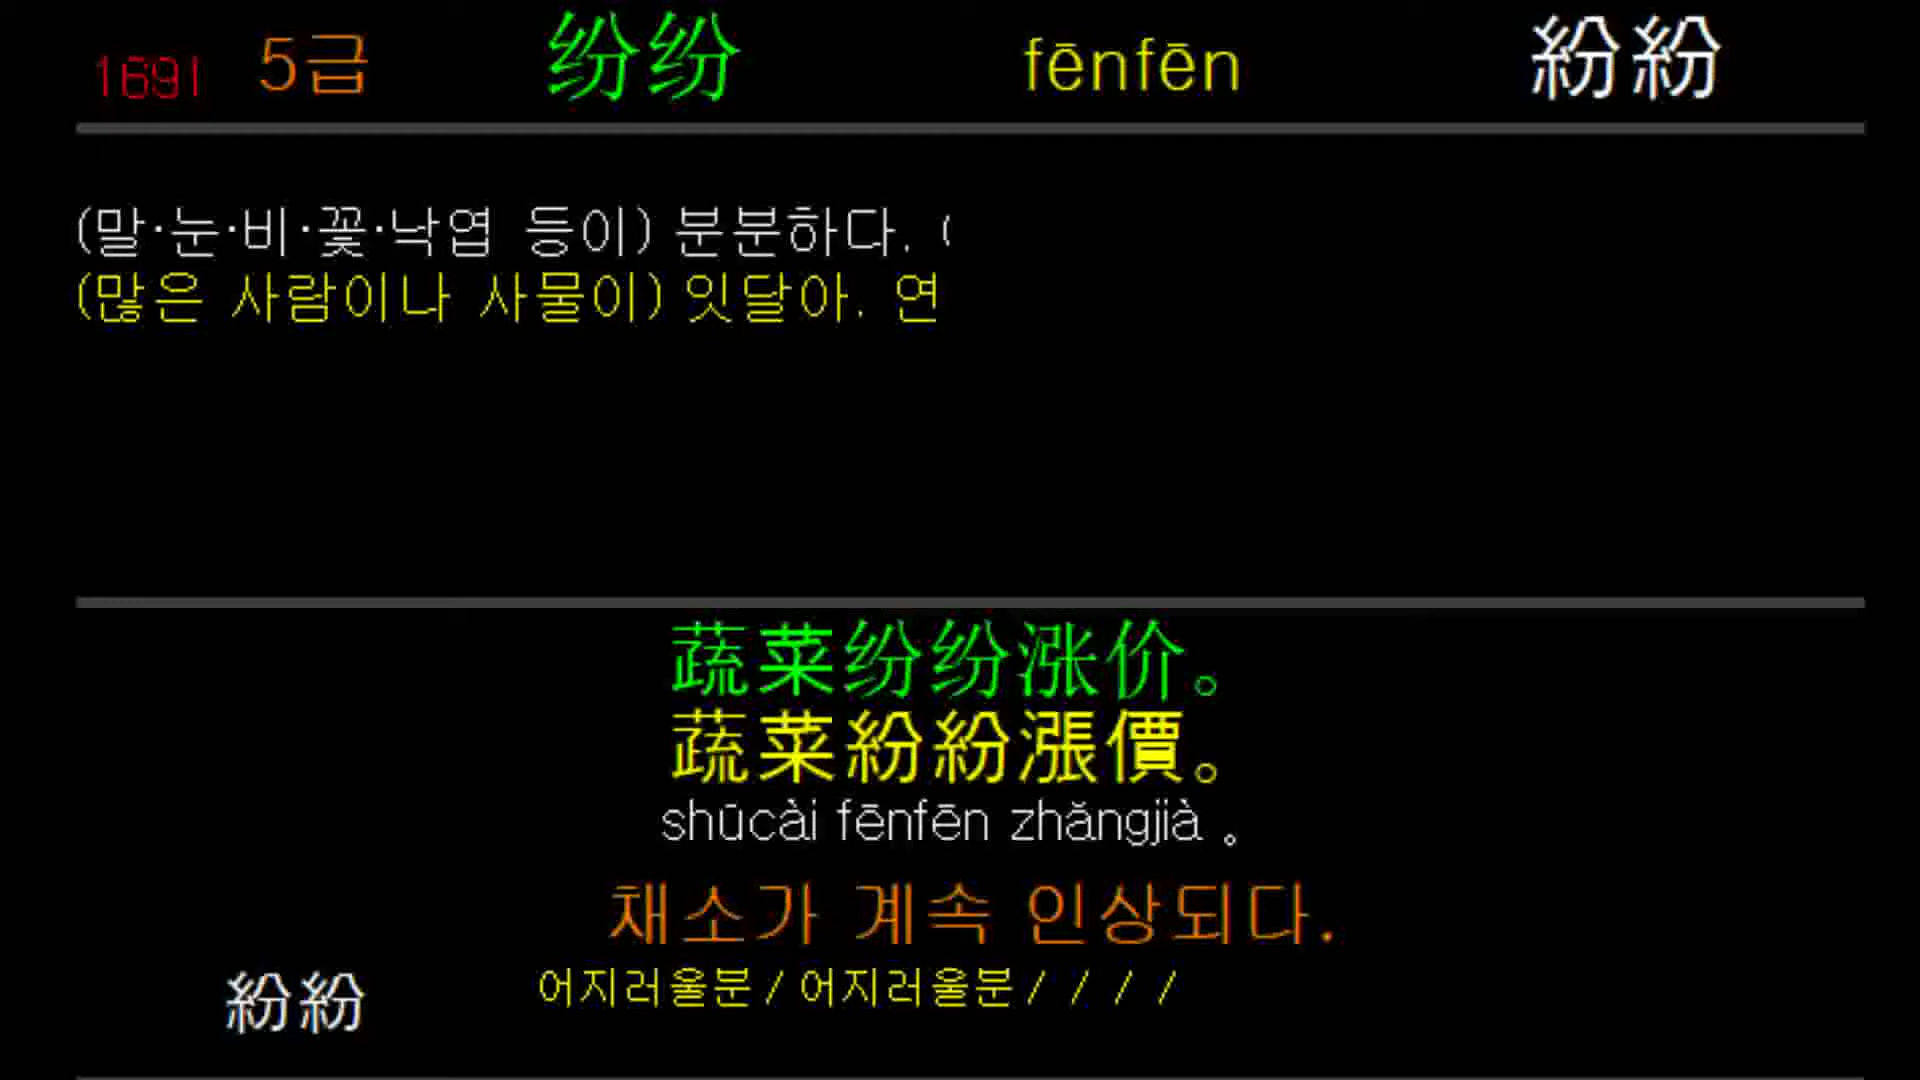 1691 5급 纷纷 fēnfēn 紛紛
(말·눈·비·꽃·낙엽 등이) 분분하다. (
(많은 사람이나 사물이) 잇달아. 연
蔬菜纷纷涨价。
蔬菜紛紛漲價。
shūcài fēnfēn zhǎngjià 。
채소가 계속 인상되다.
紛紛 어지러울분/어지러울분////